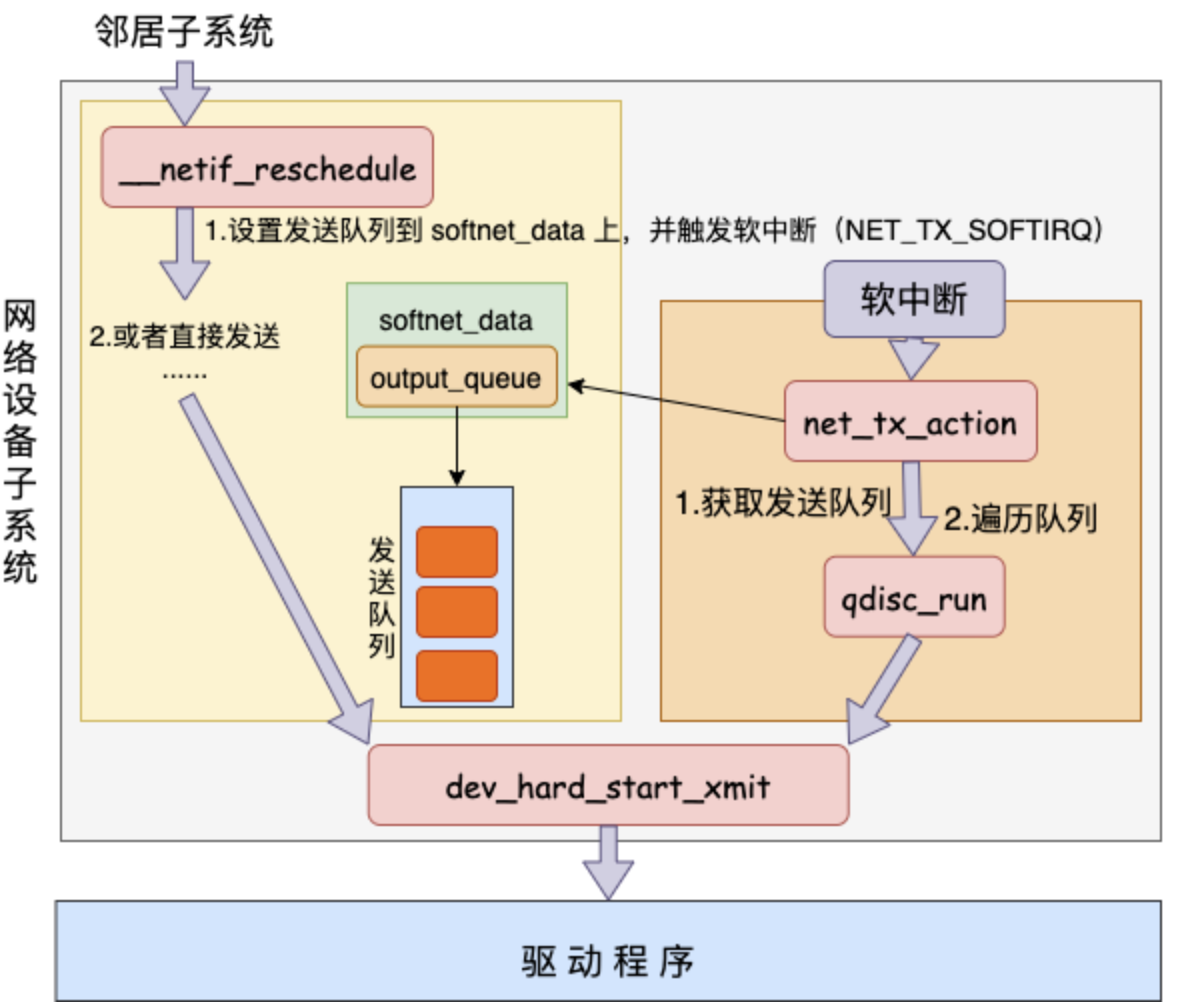 邻居子系统
__netif_reschedule
1.设置发送队列到 softnet_data 上，并触发软中断（NET_TX_SOFTIRQ）
2.或者直接发送
......
softnet_data
output_queue
发送队列
软中断
net_tx_action
1.获取发送队列
2.遍历队列
qdisc_run
dev_hard_start_xmit
网络设备子系统
驱动程序